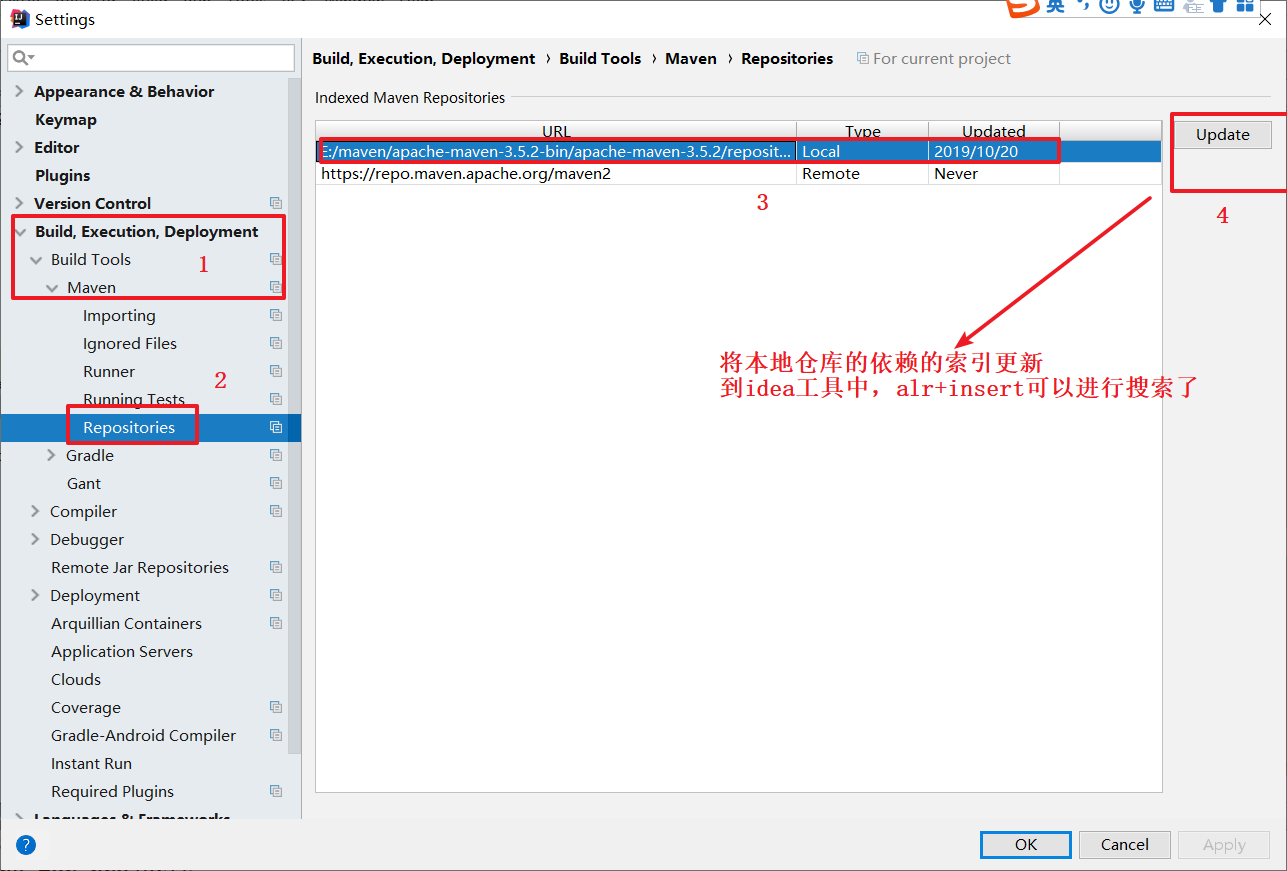 Settings
英
Build, Execution, Deployment › Build Tools › Maven › Repositories For current project
Appearance & Behavior
Keymap
Editor
Plugins
Version Control
Build, Execution, Deployment
Build Tools
1
Maven
Importing
Ignored Files
Runner
2
Running Tests
Repositories
Gradle
Gant
Compiler
Debugger
Remote Jar Repositories
Deployment
Arquillian Containers
Application Servers
Clouds
Coverage
Gradle-Android Compiler
Instant Run
Required Plugins
Languages & Frameworks
Indexed Maven Repositories
URL Type Updated
E:/maven/apache-maven-3.5.2-bin/apache-maven-3.5.2/reposit... Local 2019/10/20
https://repo.maven.apache.org/maven2 Remote Never
3
Update
4
将本地仓库的依赖的索引更新
到idea工具中，alr+insert可以进行搜索了
?
OK Cancel Apply